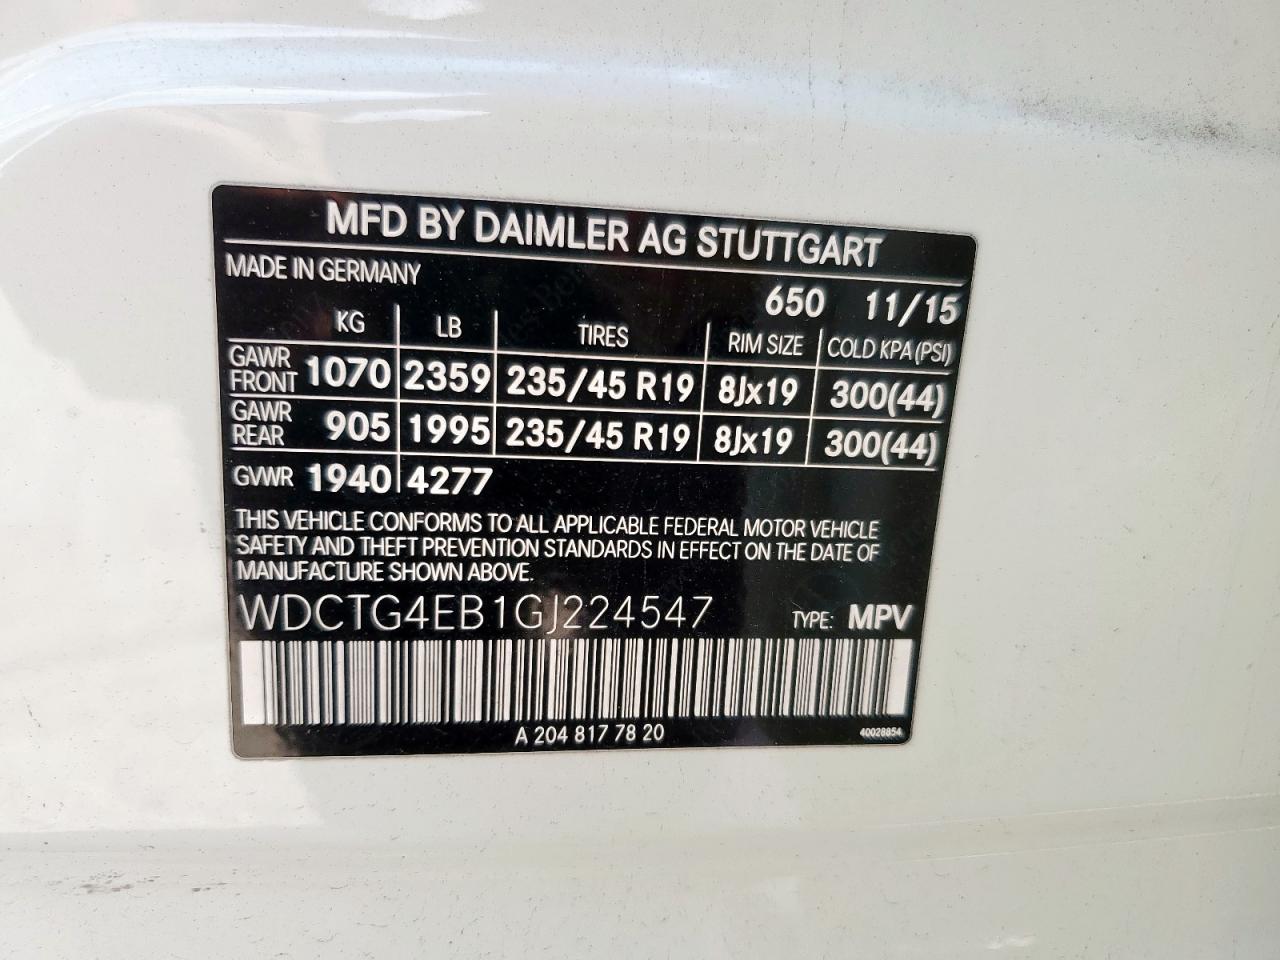 MFD BY DAIMLER AG STUTTGART
MADE IN GERMANY
650 11/15
KG LB TIRES RIM SIZE COLD KPA(PSI)
GAWR FRONT 1070 2359 235/45 R19 8Jx19 300(44)
GAWR REAR 905 1995 235/45 R19 8Jx19 300(44)
GVWR 1940 4277
THIS VEHICLE CONFORMS TO ALL APPLICABLE FEDERAL MOTOR VEHICLE
SAFETY AND THEFT PREVENTION STANDARDS IN EFFECT ON THE DATE OF
MANUFACTURE SHOWN ABOVE.
WDCTG4EB1GJ224547 TYPE: MPV
A 204 817 78 20
40028854